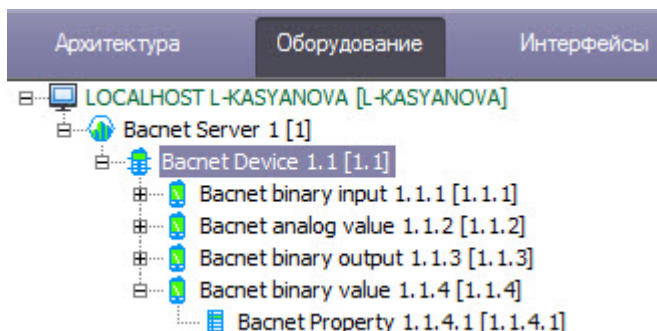 Архитектура Оборудование Интерфейсы
LOCALHOST L-KASYANOVA [L-KASYANOVA]
Bacnet Server 1 [1]
Bacnet Device 1.1 [1.1]
Bacnet binary input 1.1.1 [1.1.1]
Bacnet analog value 1.1.2 [1.1.2]
Bacnet binary output 1.1.3 [1.1.3]
Bacnet binary value 1.1.4 [1.1.4]
Bacnet Property 1.1.4.1 [1.1.4.1]